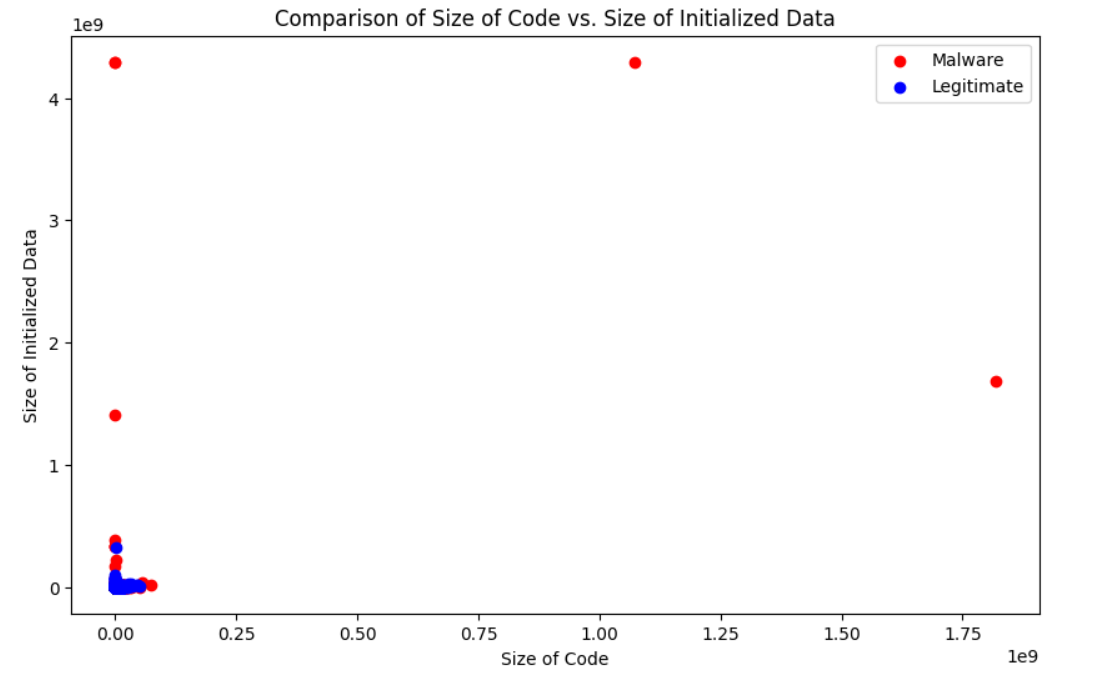 Comparison of Size of Code vs. Size of Initialized Data
1e9
Malware
Legitimate
4
3
2
1
0
Size of Initialized Data
0.00 0.25 0.50 0.75 1.00 1.25 1.50 1.75
Size of Code
1e9